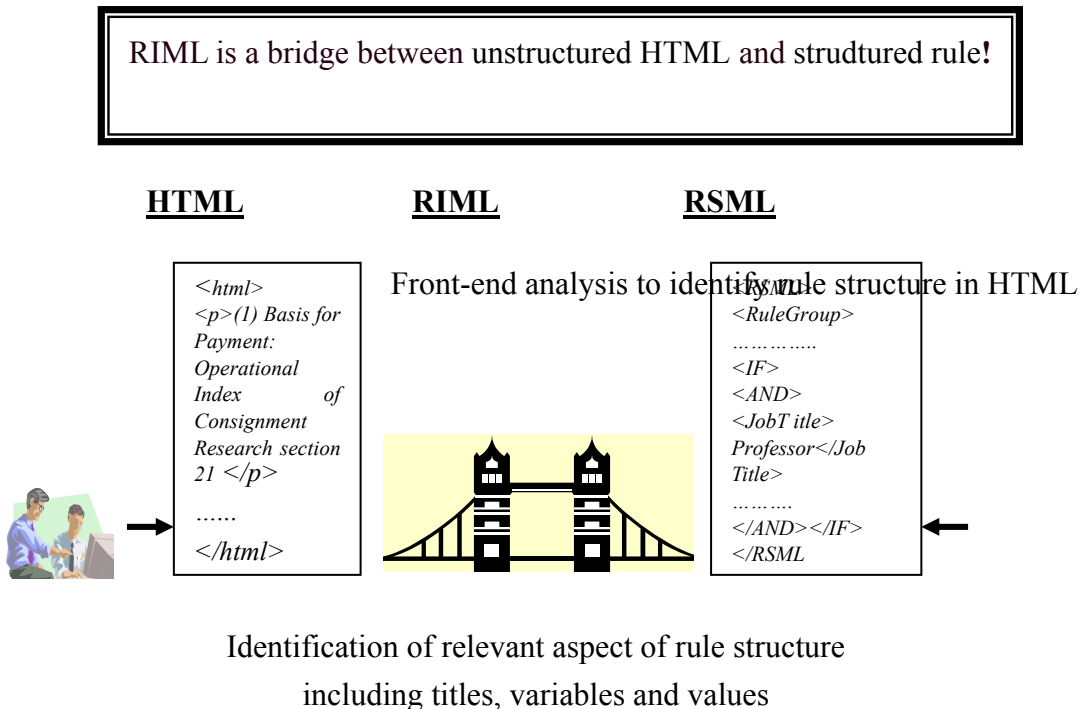 RIML is a bridge between unstructured HTML and strudtured rule!
HTML
RIML
RSML
<html>
<p>(1) Basis for
Payment:
Operational
Index of
Consignment
Research section
21 </p>
......
</html>
Front-end analysis to identify rule structure in HTML
<RSML>
<RuleGroup>
…………..
<IF>
<AND>
<JobT itle>
Professor</Job
Title>
……….
</AND></IF>
</RSML
Identification of relevant aspect of rule structure
including titles, variables and values